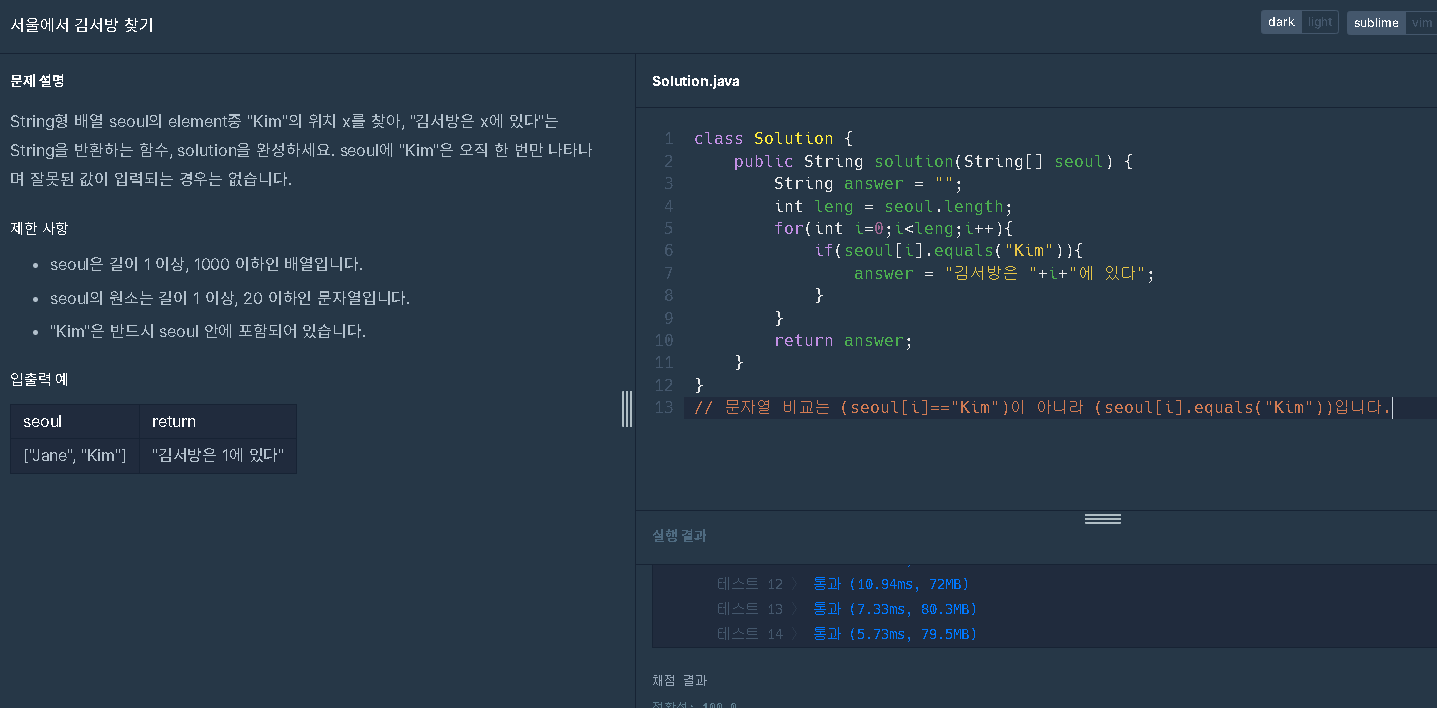 서울에서 김서방 찾기
dark light sublime vim
문제 설명
String형 배열 seoul의 element중 "Kim"의 위치 x를 찾아, "김서방은 x에 있다"는
String을 반환하는 함수, solution을 완성하세요. seoul에 "Kim"은 오직 한 번만 나타나
며 잘못된 값이 입력되는 경우는 없습니다.
제한 사항
• seoul은 길이 1 이상, 1000 이하인 배열입니다.
• seoul의 원소는 길이 1 이상, 20 이하인 문자열입니다.
• "Kim"은 반드시 seoul 안에 포함되어 있습니다.
입출력 예
seoul return
["Jane", "Kim"] "김서방은 1에 있다"
Solution.java
1 class Solution {
2 public String solution(String[] seoul) {
3 String answer = "";
4 int leng = seoul.length;
5 for(int i=0;i<leng;i++){
6 if(seoul[i].equals("Kim")){
7 answer = "김서방은 "+i+"에 있다";
8 }
9 }
10 return answer;
11 }
12 }
13 // 문자열 비교는 (seoul[i]=="Kim")이 아니라 (seoul[i].equals("Kim"))입니다.
실행 결과
테스트 12 〉 통과 (10.94ms, 72MB)
테스트 13 〉 통과 (7.33ms, 80.3MB)
테스트 14 〉 통과 (5.73ms, 79.5MB)
채점 결과
정확성: 100.0